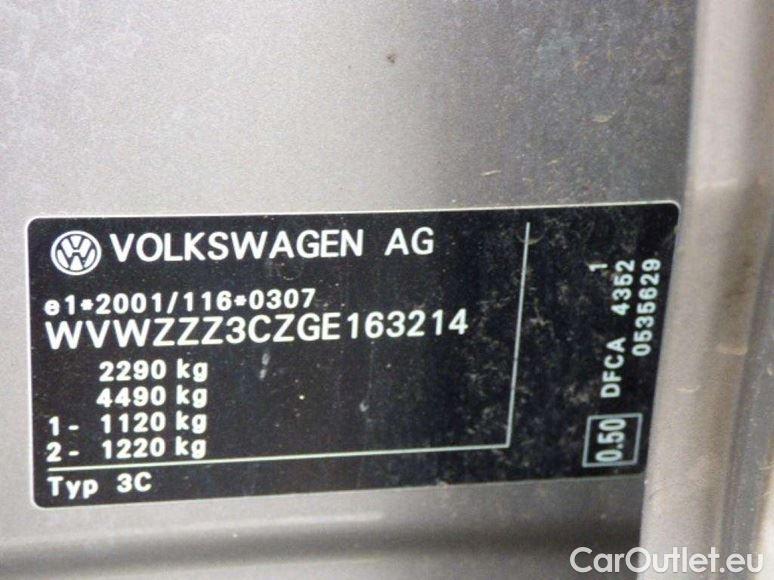 VOLKSWAGEN AG
e1*2001/116*0307
WVWZZZ3CZGE163214
2290 kg
4490 kg
1 - 1120 kg
2 - 1220 kg
Typ 3C
0.50 DFCA 4352 1
0535629
CarOutlet.eu